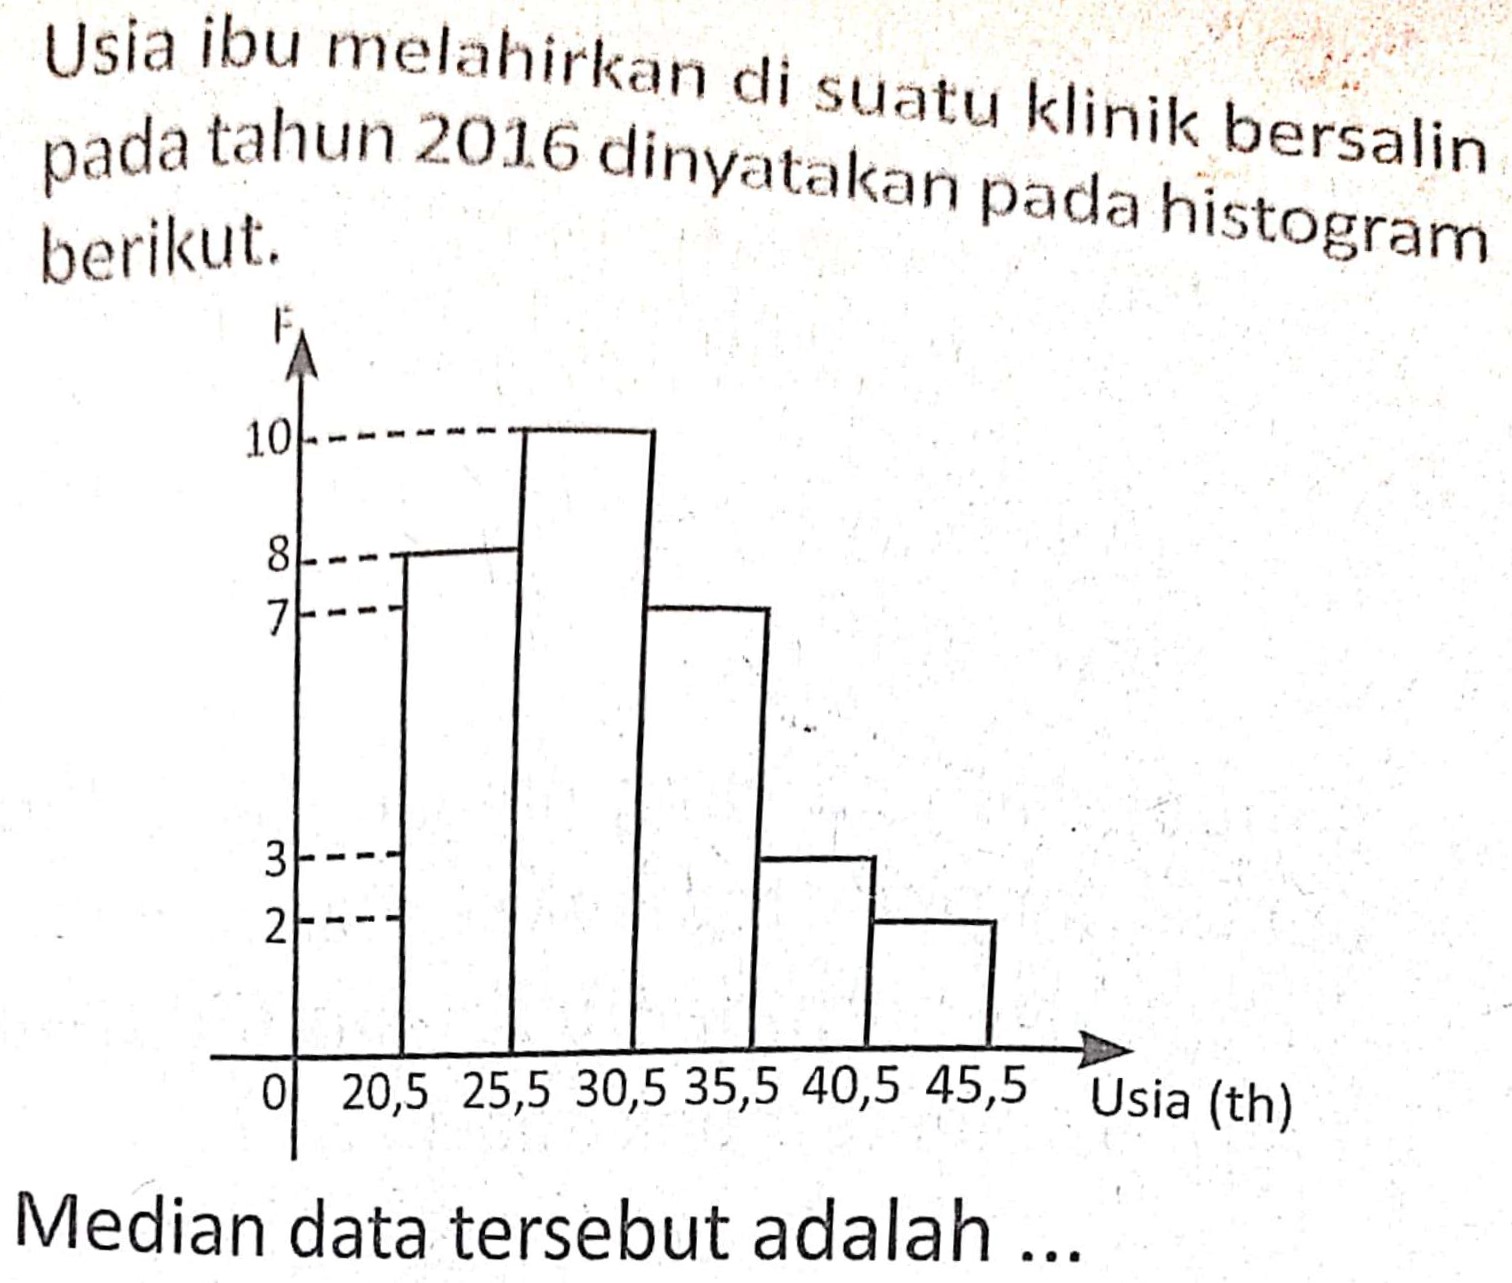 Usia ibu melahirkan di suatu klinik bersalin
pada tahun 2016 dinyatakan pada histogram
berikut.
F
10
8
7
3
2
0 20,5 25,5 30,5 35,5 40,5 45,5 Usia (th)
Median data tersebut adalah ...